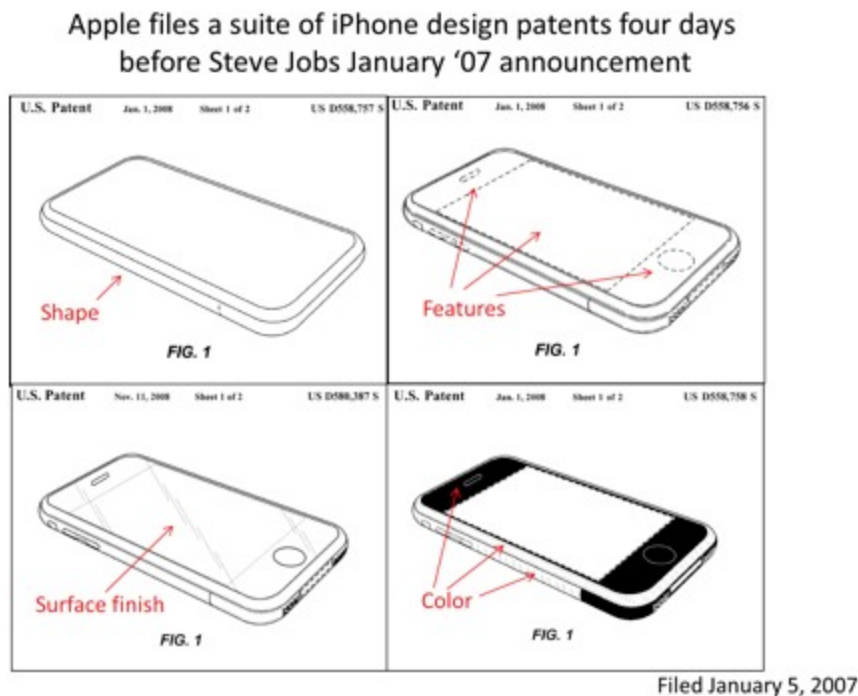 Apple files a suite of iPhone design patents four days
before Steve Jobs January ‘07 announcement
U.S. Patent Jan. 1, 2008 Sheet 1 of 2 US D558,757 S
Shape
FIG. 1
U.S. Patent Jan. 1, 2008 Sheet 1 of 2 US D558,756 S
Features
FIG. 1
U.S. Patent Nov. 11, 2008 Sheet 1 of 2 US D580,387 S
Surface finish
FIG. 1
U.S. Patent Jan. 1, 2008 Sheet 1 of 2 US D558,758 S
Color
FIG. 1
Filed January 5, 2007